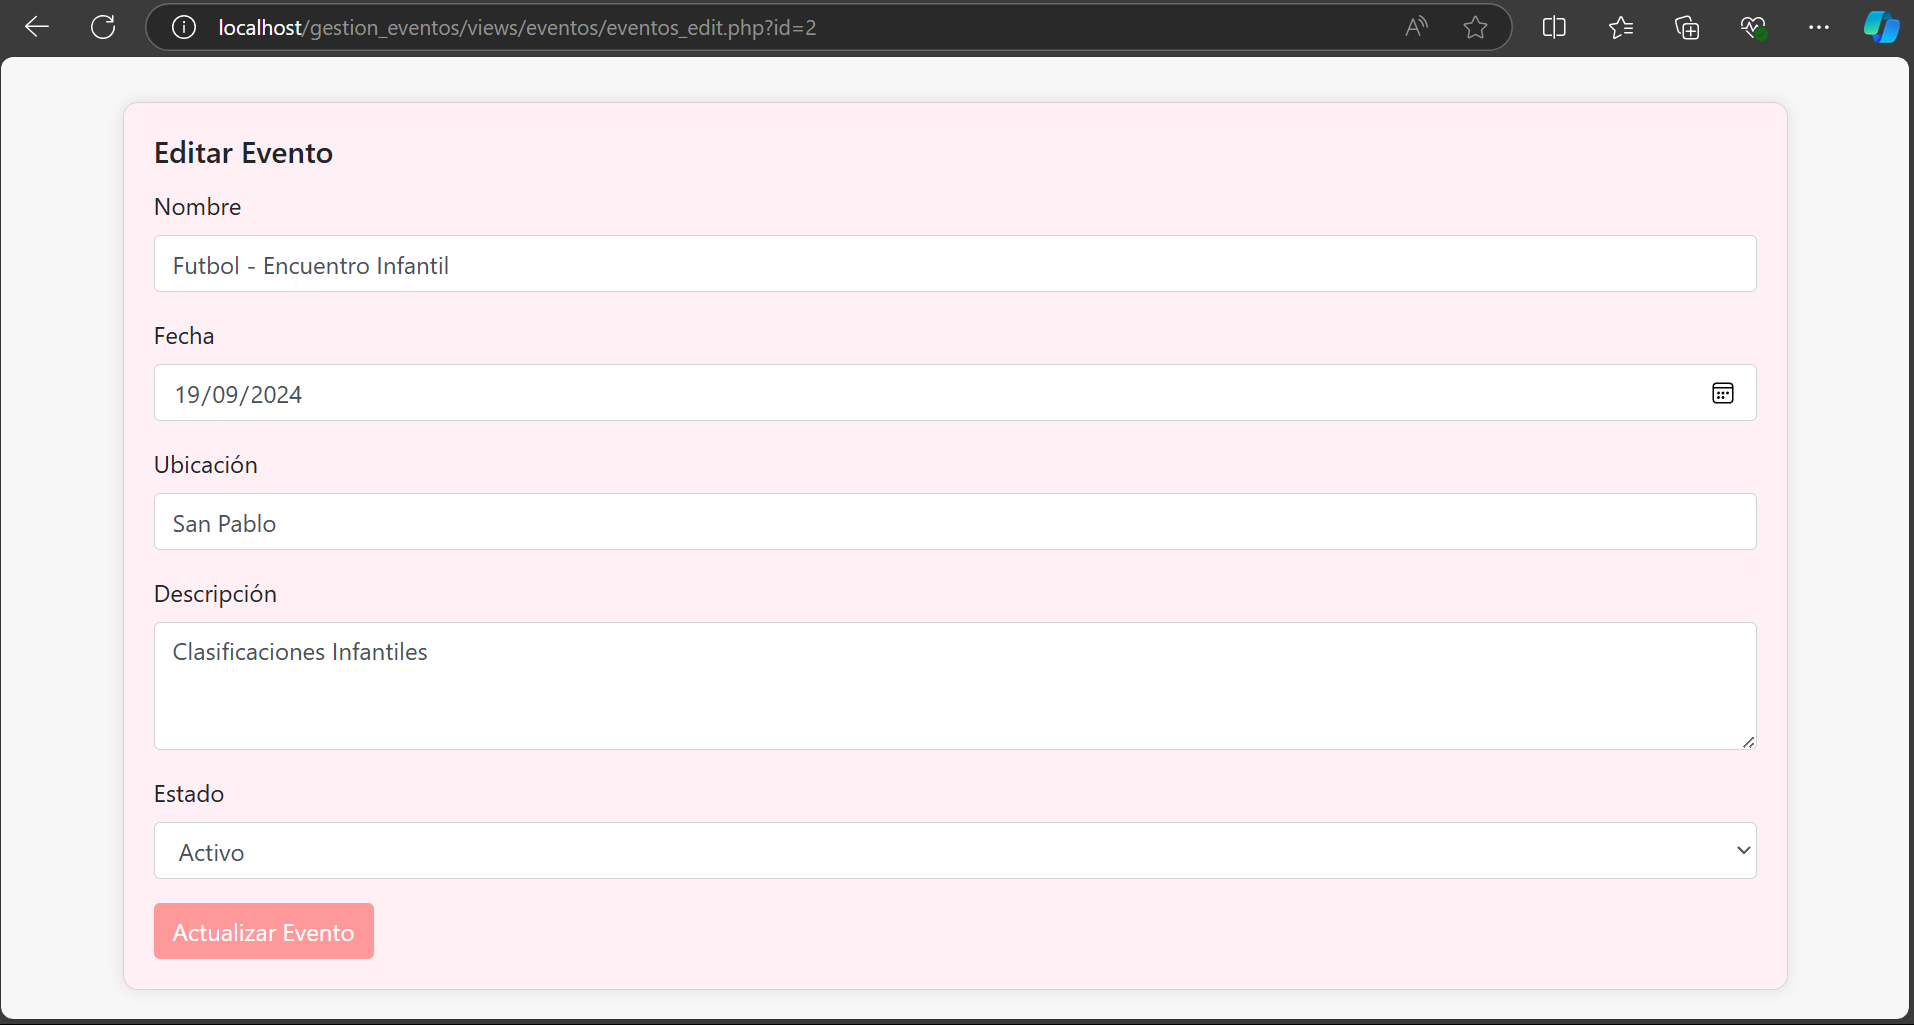 localhost/gestion_eventos/views/eventos/eventos_edit.php?id=2
Editar Evento
Nombre
Futbol - Encuentro Infantil
Fecha
19/09/2024
Ubicación
San Pablo
Descripción
Clasificaciones Infantiles
Estado
Activo
Actualizar Evento